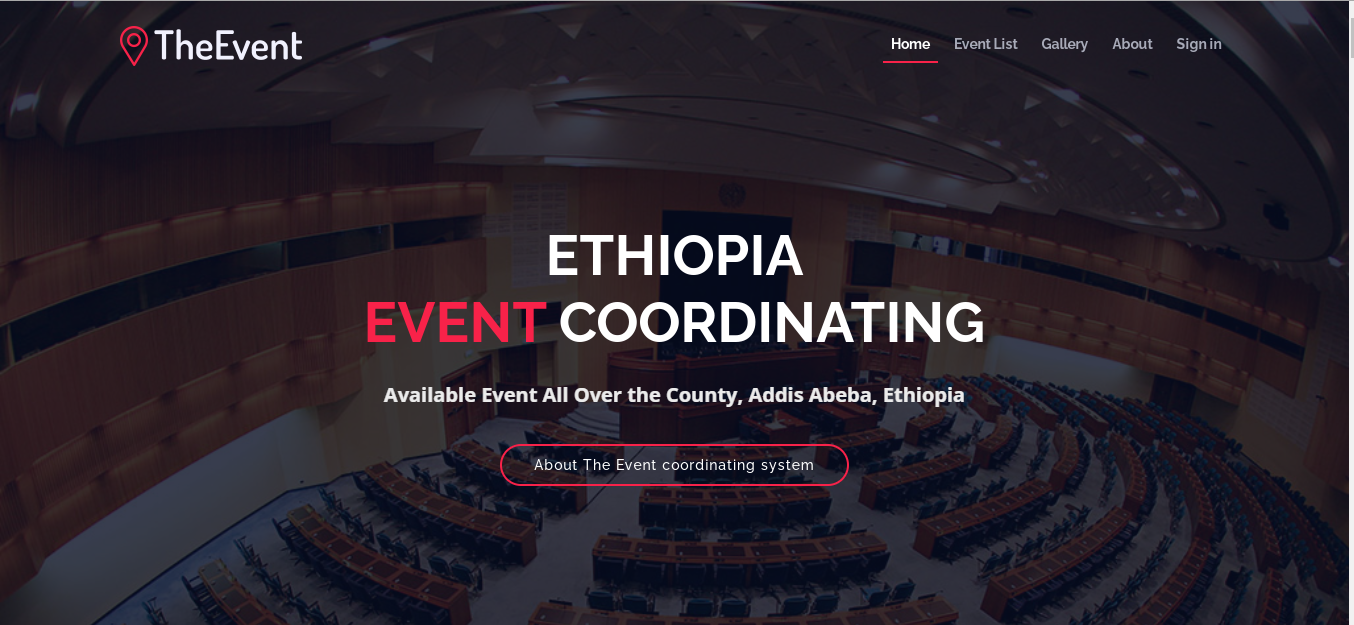 TheEvent
Home Event List Gallery About Sign in
ETHIOPIA
EVENT COORDINATING
Available Event All Over the County, Addis Abeba, Ethiopia
About The Event coordinating system